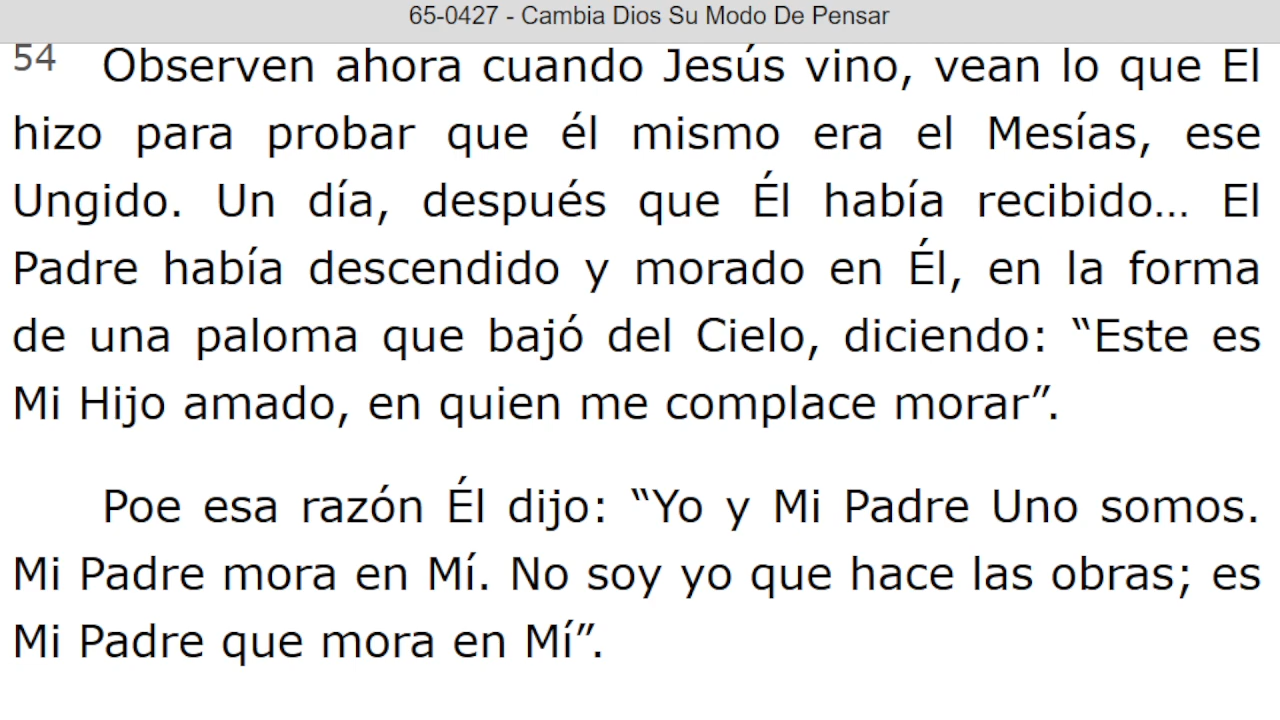 65-0427 - Cambia Dios Su Modo De Pensar
54 Observen ahora cuando Jesús vino, vean lo que El
hizo para probar que él mismo era el Mesías, ese
Ungido. Un día, después que Él había recibido… El
Padre había descendido y morado en Él, en la forma
de una paloma que bajó del Cielo, diciendo: “Este es
Mi Hijo amado, en quien me complace morar”.
Poe esa razón Él dijo: “Yo y Mi Padre Uno somos.
Mi Padre mora en Mí. No soy yo que hace las obras; es
Mi Padre que mora en Mí”.